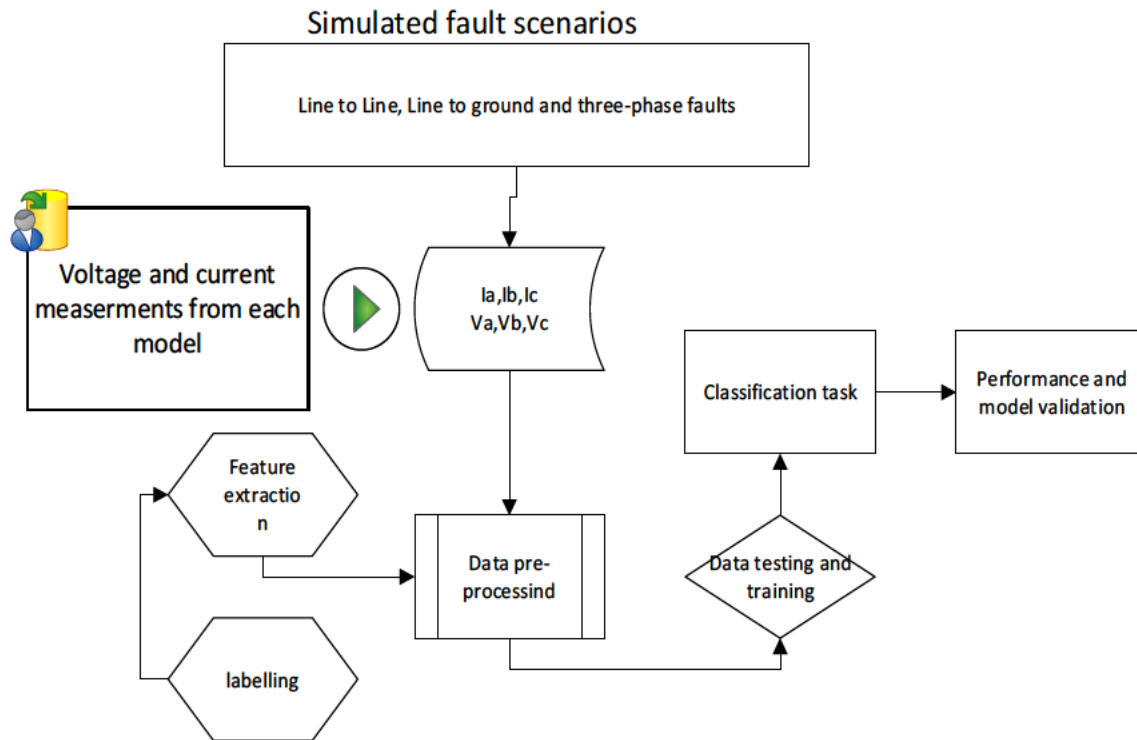 Simulated fault scenarios
Line to Line, Line to ground and three-phase faults
Voltage and current
measerments from each
model
Ia,Ib,Ic
Va,Vb,Vc
Classification task
Performance and
model validation
Feature
extractio
n
Data pre-
processind
Data testing and
training
labelling